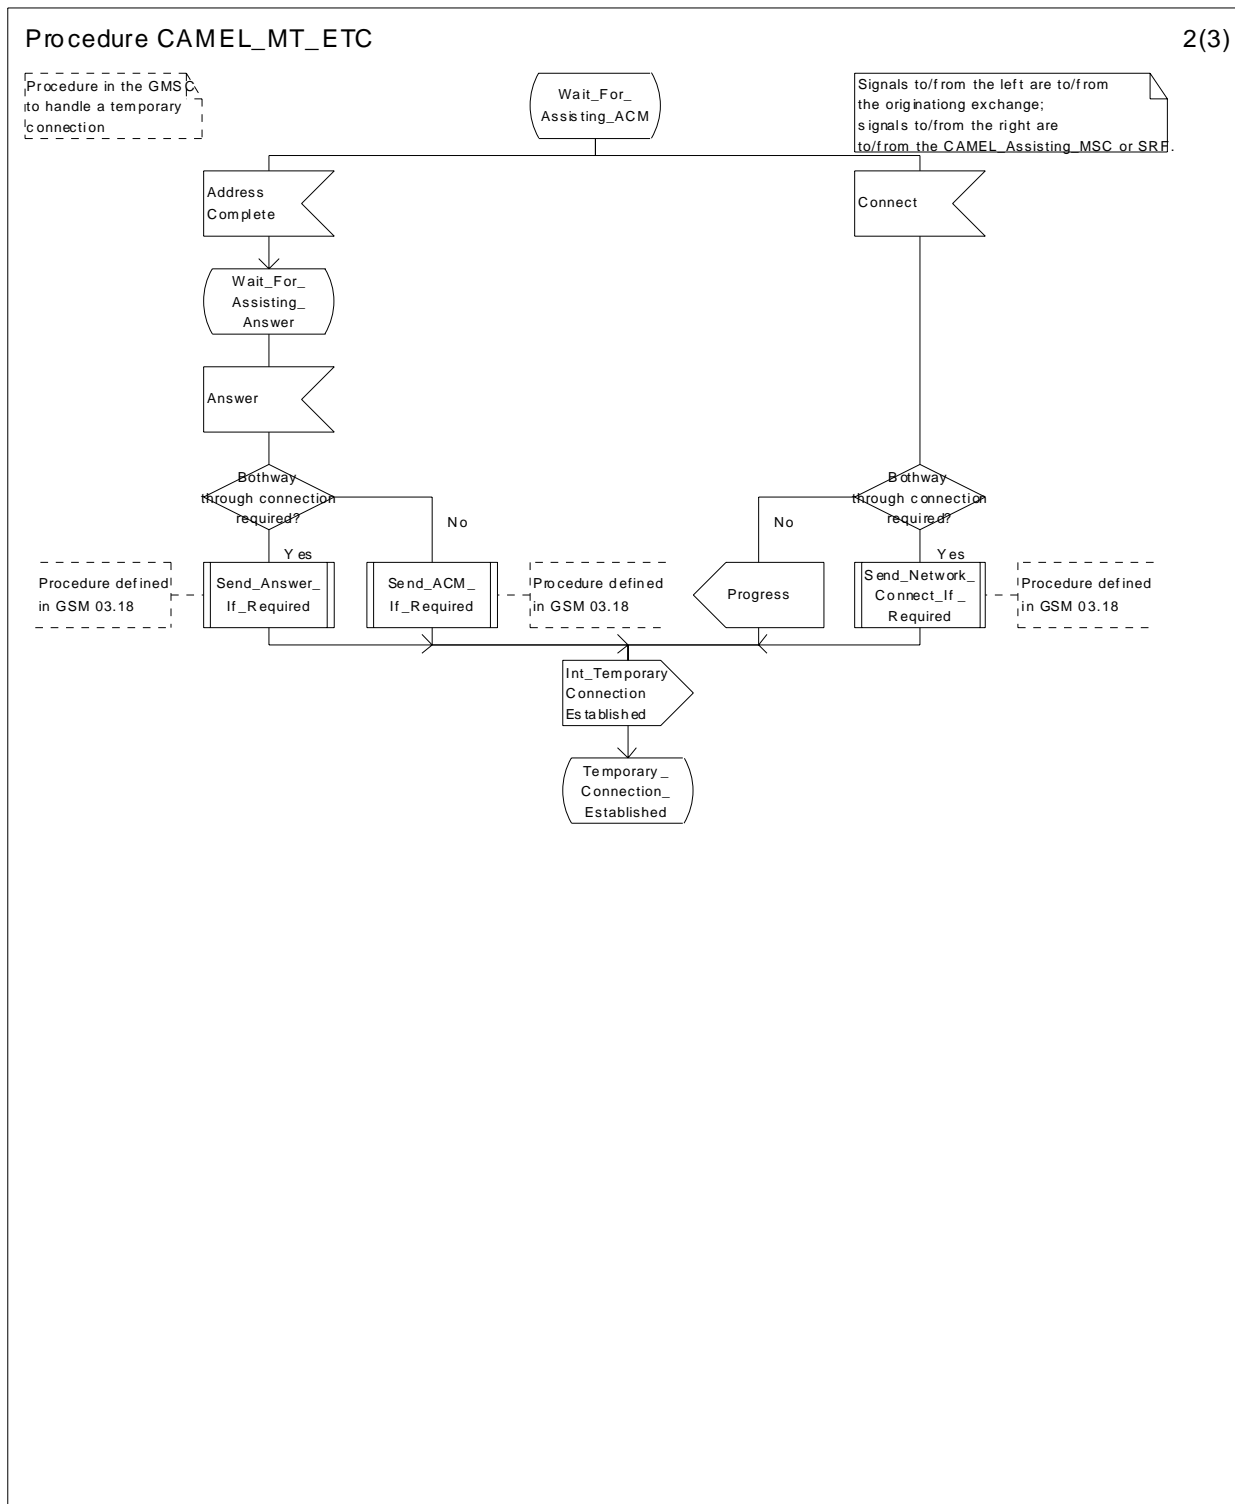 Procedure CAMEL_MT_ETC
2(3)
Procedure in the GMSC
to handle a temporary
connection
Wait_For_
Assisting_ACM
Signals to/from the left are to/from
the originationg exchange;
signals to/from the right are
to/from the CAMEL_Assisting_MSC or SRF.
Address
Complete
Connect
Wait_For_
Assisting_
Answer
Answer
Bothway
through connection
required?
No
Yes
Bothway
through connection
required?
No
Yes
Procedure defined
in GSM 03.18
Send_Answer_
If_Required
Send_ACM_
If_Required
Procedure defined
in GSM 03.18
Progress
Send_Network_
Connect_If_
Required
Procedure defined
in GSM 03.18
Int_Temporary
Connection
Established
Temporary_
Connection_
Established